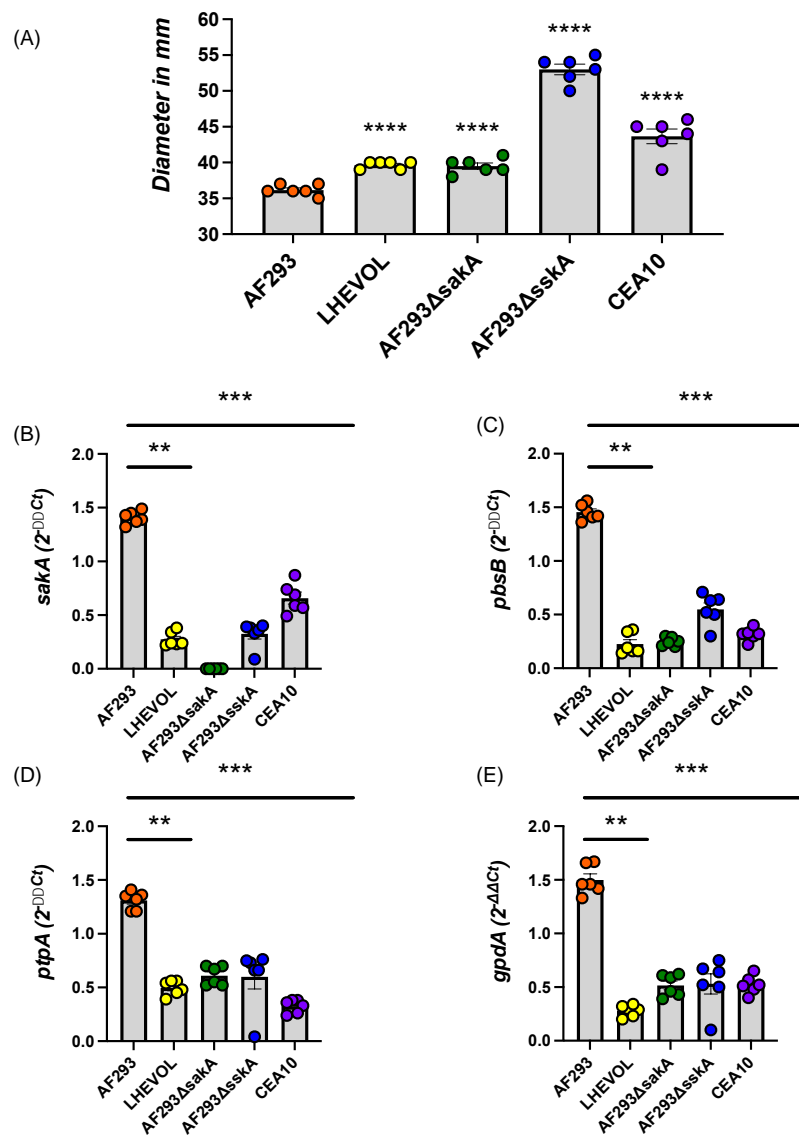 (A)
Diameter in mm
60
55
50
45
40
35
30
****
****
****
****
AF293
LHEVOL
AF293ΔsakA
AF293ΔsskA
CEA10
(B)
***
**
sakA (2-□□Ct)
2.0
1.5
1.0
0.5
0.0
AF293
LHEVOL
AF293ΔsakA
AF293ΔsskA
CEA10
(C)
***
**
pbsB (2-□□Ct)
2.0
1.5
1.0
0.5
0.0
AF293
LHEVOL
AF293ΔsakA
AF293ΔsskA
CEA10
(D)
***
**
ptpA (2-□□Ct)
2.0
1.5
1.0
0.5
0.0
AF293
LHEVOL
AF293ΔsakA
AF293ΔsskA
CEA10
(E)
***
**
gpdA (2-ΔΔCt)
2.0
1.5
1.0
0.5
0.0
AF293
LHEVOL
AF293ΔsakA
AF293ΔsskA
CEA10